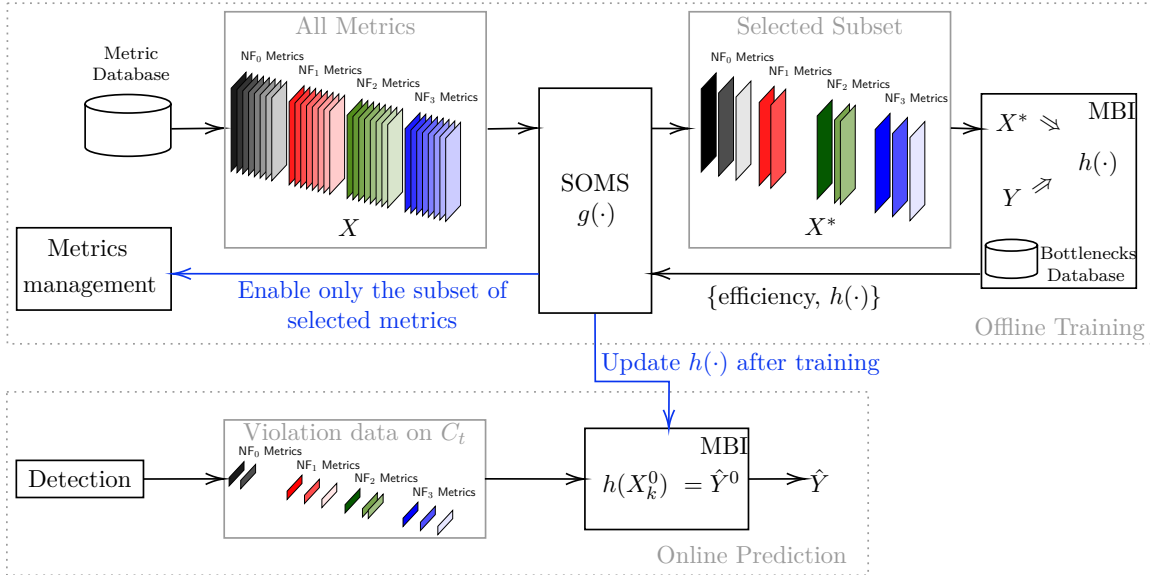 All Metrics
Selected Subset
Metric
Database
NF₀ Metrics
NF₁ Metrics
NF₂ Metrics
NF₃ Metrics
X
SOMS
g(·)
NF₀ Metrics
NF₁ Metrics
NF₂ Metrics
NF₃ Metrics
X*
MBI
X* ⇒
h(·)
Y ⇒
Bottlenecks
Database
Metrics
management
Enable only the subset of
selected metrics
{efficiency, h(·)}
Offline Training
Update h(·) after training
Violation data on Cₜ
Detection
NF₀ Metrics
NF₁ Metrics
NF₂ Metrics
NF₃ Metrics
MBI
h(X_k^0) = Ŷ⁰
Ŷ
Online Prediction